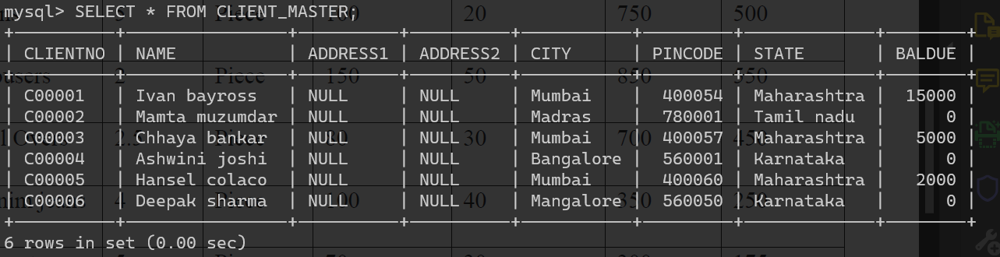 mysql> SELECT * FROM CLIENT_MASTER;
+----------+----------------+----------+----------+-----------+---------+-------------+--------+
| CLIENTNO | NAME           | ADDRESS1 | ADDRESS2 | CITY      | PINCODE | STATE       | BALDUE |
+----------+----------------+----------+----------+-----------+---------+-------------+--------+
| C00001   | Ivan bayross   | NULL     | NULL     | Mumbai    |  400054 | Maharashtra |  15000 |
| C00002   | Mamta muzumdar | NULL     | NULL     | Madras    |  780001 | Tamil nadu  |      0 |
| C00003   | Chhaya bankar  | NULL     | NULL     | Mumbai    |  400057 | Maharashtra |   5000 |
| C00004   | Ashwini joshi  | NULL     | NULL     | Bangalore |  560001 | Karnataka   |      0 |
| C00005   | Hansel colaco  | NULL     | NULL     | Mumbai    |  400060 | Maharashtra |   2000 |
| C00006   | Deepak sharma  | NULL     | NULL     | Mangalore |  560050 | Karnataka   |      0 |
+----------+----------------+----------+----------+-----------+---------+-------------+--------+
6 rows in set (0.00 sec)